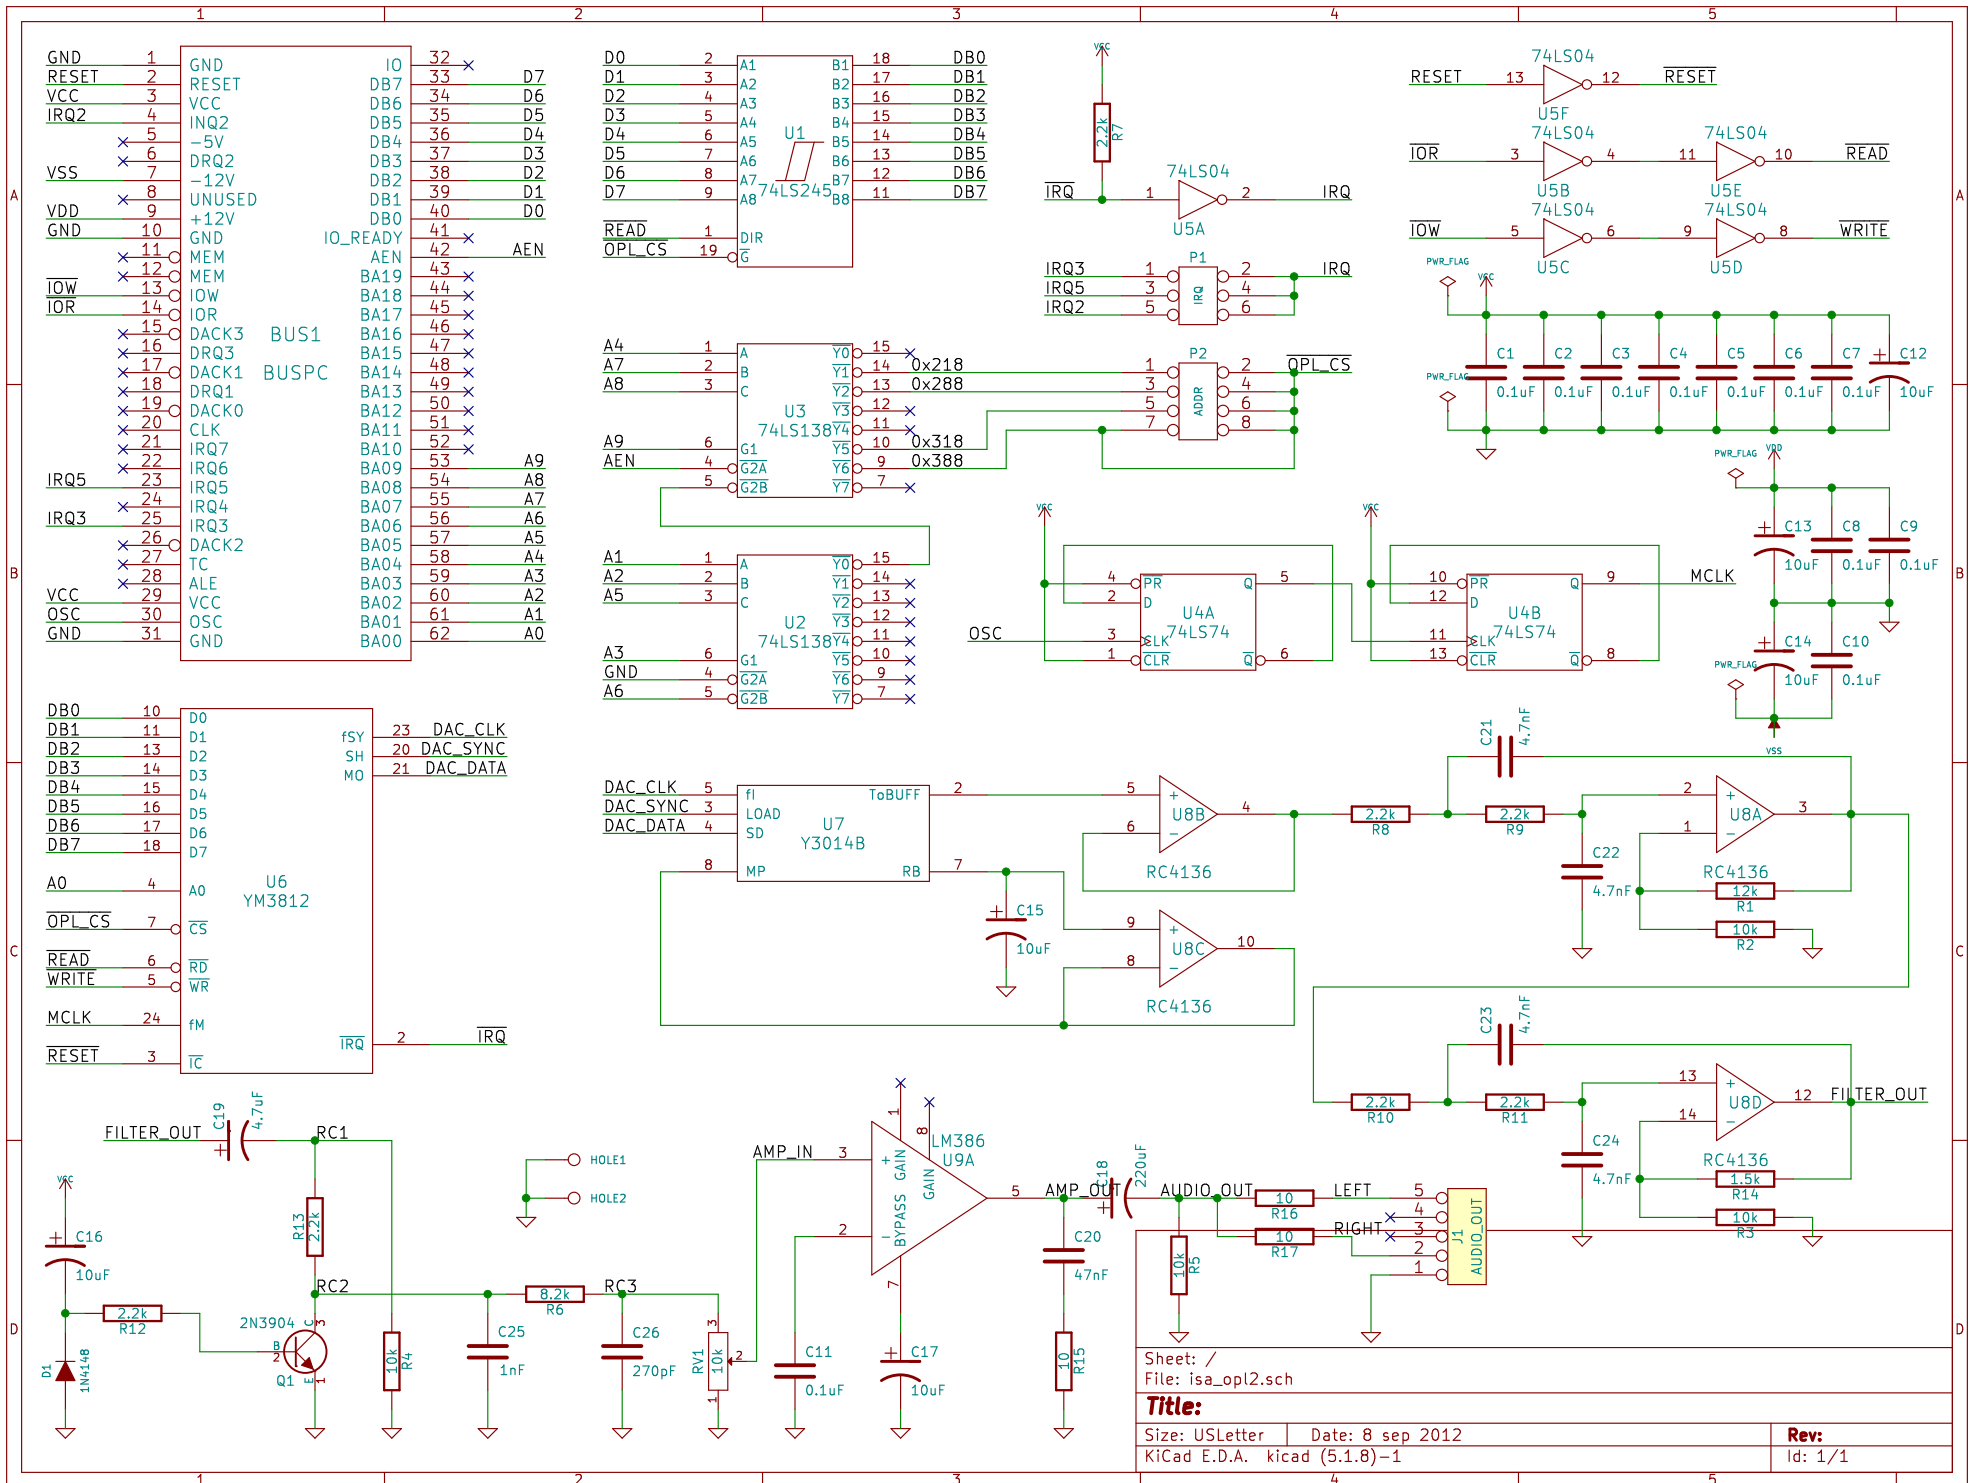 1 2 3 4 5
A
B
C
D
GND 1 GND
RESET 2 RESET
VCC 3 VCC
IRQ2 4 INQ2
5 -5V
6 DRQ2
VSS 7 -12V
8 UNUSED
VDD 9 +12V
GND 10 GND
11 MEM
12 MEM
IOW 13 IOW
IOR 14 IOR
15 DACK3
16 DRQ3
17 DACK1
18 DRQ1
19 DACK0
20 CLK
21 IRQ7
22 IRQ6
IRQ5 23 IRQ5
24 IRQ4
IRQ3 25 IRQ3
26 DACK2
27 TC
28 ALE
VCC 29 VCC
OSC 30 OSC
GND 31 GND
BUS1
BUSPC
IO 32
DB7 33 D7
DB6 34 D6
DB5 35 D5
DB4 36 D4
DB3 37 D3
DB2 38 D2
DB1 39 D1
DB0 40 D0
IO_READY 41
AEN 42 AEN
BA19 43
BA18 44
BA17 45
BA16 46
BA15 47
BA14 48
BA13 49
BA12 50
BA11 51
BA10 52
BA09 53 A9
BA08 54 A8
BA07 55 A7
BA06 56 A6
BA05 57 A5
BA04 58 A4
BA03 59 A3
BA02 60 A2
BA01 61 A1
BA00 62 A0
D0 2 A1 B1 18 DB0
D1 3 A2 B2 17 DB1
D2 4 A3 B3 16 DB2
D3 5 A4 B4 15 DB3
D4 6 A5 B5 14 DB4
D5 7 A6 B6 13 DB5
D6 8 A7 B7 12 DB6
D7 9 A8 B8 11 DB7
U1
74LS245
READ 1 DIR
OPL_CS 19 G
VCC
2.2k
R7
74LS04
IRQ 1 2 IRQ
U5A
P1
IRQ3 1 2 IRQ
IRQ5 3 4
IRQ2 5 6
IRQ
74LS04
RESET 13 12 RESET
U5F
74LS04 74LS04
IOR 3 4 11 10 READ
U5B U5E
74LS04 74LS04
IOW 5 6 9 8 WRITE
U5C U5D
PWR_FLAG
VCC
C1 C2 C3 C4 C5 C6 C7 C12
PWR_FLAG
0.1uF 0.1uF 0.1uF 0.1uF 0.1uF 0.1uF 0.1uF 10uF
A4 1 A Y0 15
A7 2 B Y1 14 0x218
A8 3 C Y2 13 0x288
Y3 12
Y4 11
A9 6 G1 Y5 10 0x318
AEN 4 G2A Y6 9 0x388
5 G2B Y7 7
U3
74LS138
P2
1 2 OPL_CS
3 4
5 6
7 8
ADDR
A1 1 A Y0 15
A2 2 B Y1 14
A5 3 C Y2 13
Y3 12
Y4 11
A3 6 G1 Y5 10
GND 4 G2A Y6 9
A6 5 G2B Y7 7
U2
74LS138
VCC
4 PR Q 5
2 D
U4A
74LS74
OSC 3 CLK
1 CLR Q 6
VCC
10 PR Q 9 MCLK
12 D
U4B
74LS74
11 CLK
13 CLR Q 8
PWR_FLAG
VDD
C13 C8 C9
10uF 0.1uF 0.1uF
C14 C10
PWR_FLAG
10uF 0.1uF
VSS
DB0 10 D0
DB1 11 D1
DB2 13 D2
DB3 14 D3
DB4 15 D4
DB5 16 D5
DB6 17 D6
DB7 18 D7
A0 4 A0
OPL_CS 7 CS
READ 6 RD
WRITE 5 WR
MCLK 24 fM
RESET 3 IC
U6
YM3812
fSY 23 DAC_CLK
SH 20 DAC_SYNC
MO 21 DAC_DATA
IRQ 2 IRQ
DAC_CLK 5 fI ToBUFF 2
DAC_SYNC 3 LOAD
DAC_DATA 4 SD
8 MP RB 7
U7
Y3014B
C15
10uF
5 + 4
U8B
6 -
RC4136
9 + 10
U8C
8 -
RC4136
C21
4.7nF
2.2k
R8
2.2k
R9
C22
4.7nF
2 + 3
U8A
1 -
RC4136
12k
R1
10k
R2
C23
4.7nF
2.2k
R10
2.2k
R11
C24
4.7nF
13 + 12 FILTER_OUT
U8D
14 -
RC4136
1.5k
R14
10k
R3
FILTER_OUT
C19
4.7uF
RC1
VCC
C16
10uF
R13
2.2k
RC2
2.2k
R12
D1
1N4148
2N3904
B
2
C
3
E
1
Q1
10k
R4
C25
1nF
8.2k
R6
RC3
C26
270pF
RV1
10k
3
2
1
HOLE1
HOLE2
AMP_IN 3 +
2 -
1 GAIN
8 GAIN
BYPASS
7
LM386
U9A
5 AMP_OUT
C11
0.1uF
C17
10uF
C18
220uF
C20
47nF
10
R15
AUDIO_OUT
10k
R5
10
R16
10
R17
LEFT 5
4
RIGHT 3
2
1
J1
AUDIO_OUT
Sheet: /
File: isa_opl2.sch
Title:
Size: USLetter Date: 8 sep 2012 Rev:
KiCad E.D.A. kicad (5.1.8)-1 Id: 1/1
1 2 3 4 5